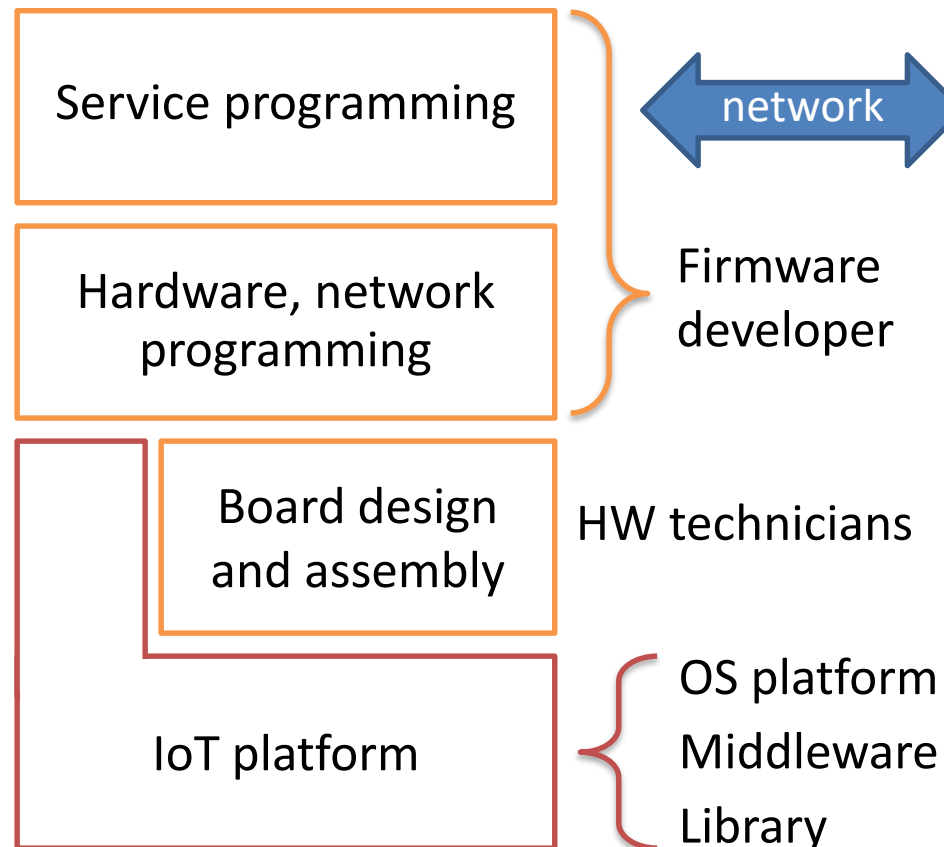 Service programming
network
Hardware, network
programming
Firmware
developer
Board design
and assembly
HW technicians
IoT platform
OS platform
Middleware
Library